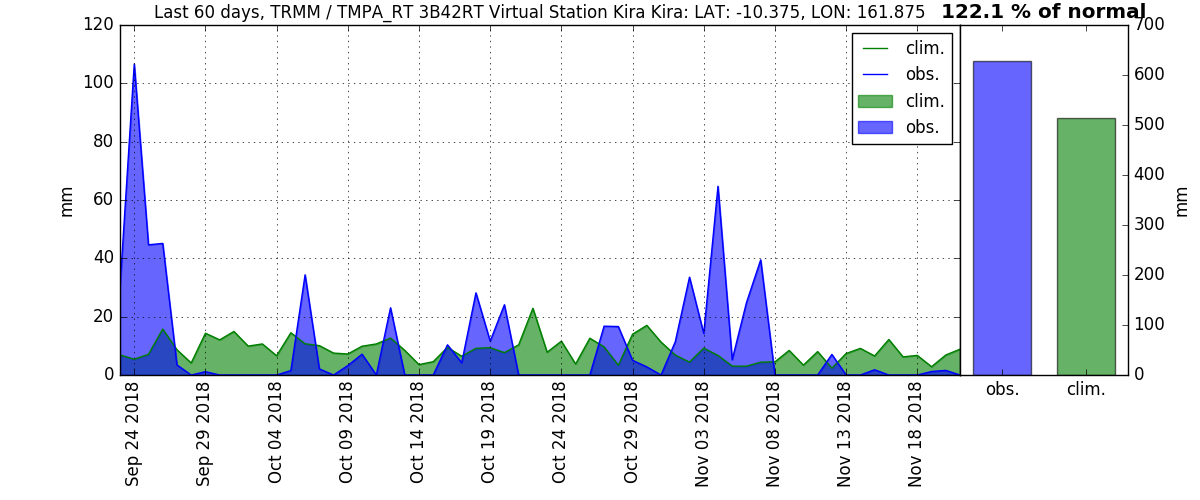 Last 60 days, TRMM / TMPA_RT 3B42RT Virtual Station Kira Kira: LAT: -10.375, LON: 161.875 122.1 % of normal
120
100
80
60
40
20
0
mm
clim.
obs.
clim.
obs.
Sep 24 2018
Sep 29 2018
Oct 04 2018
Oct 09 2018
Oct 14 2018
Oct 19 2018
Oct 24 2018
Oct 29 2018
Nov 03 2018
Nov 08 2018
Nov 13 2018
Nov 18 2018
700
600
500
400
300
200
100
0
mm
obs.
clim.